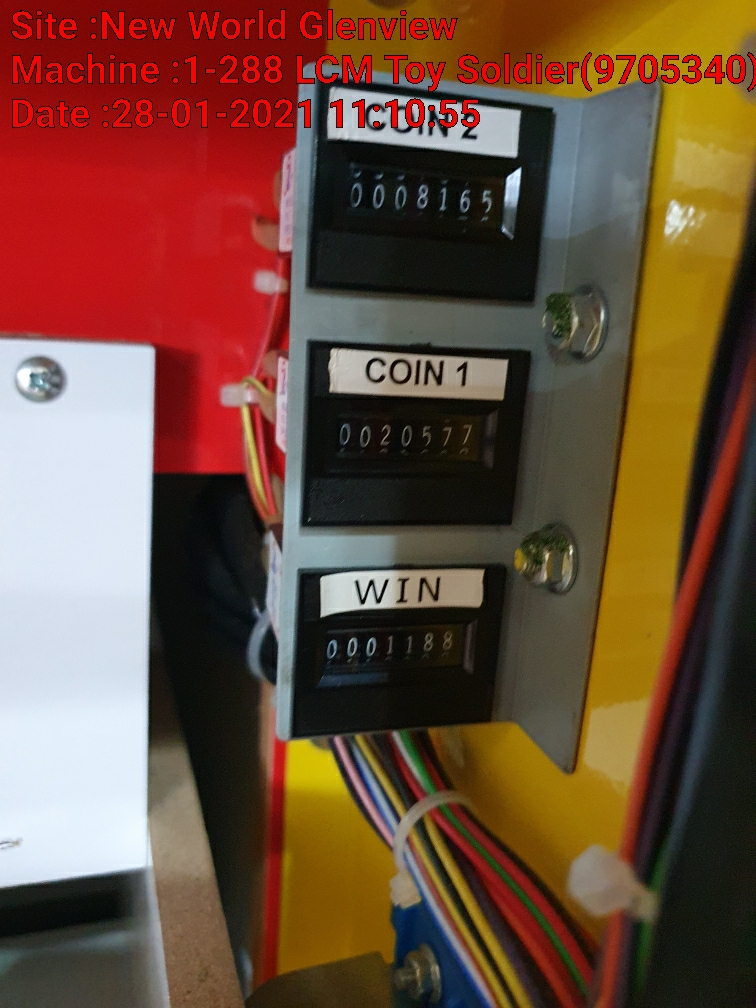 Site :New World Glenview
Machine :1-288 LCM Toy Soldier(9705340)
Date :28-01-2021 11:10:55
COIN 2
0008165
COIN 1
0020577
WIN
0001188